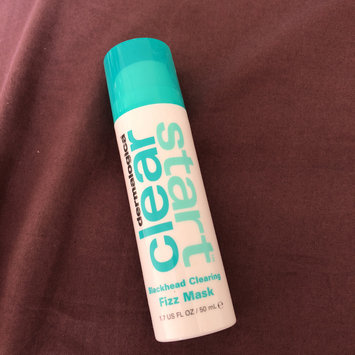 dermalogica
clear
start
Blackhead Clearing
Fizz Mask
1.7 US FL OZ / 50 mL ℮